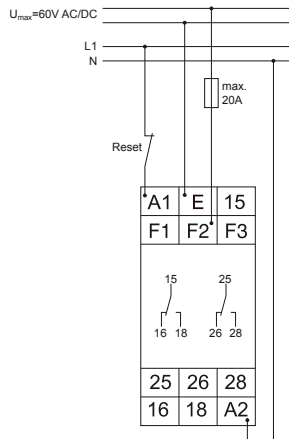 Umax=60V AC/DC
L1
N
max.
20A
Reset
A1 E 15
F1 F2 F3
15 25
16 18 26 28
25 26 28
16 18 A2